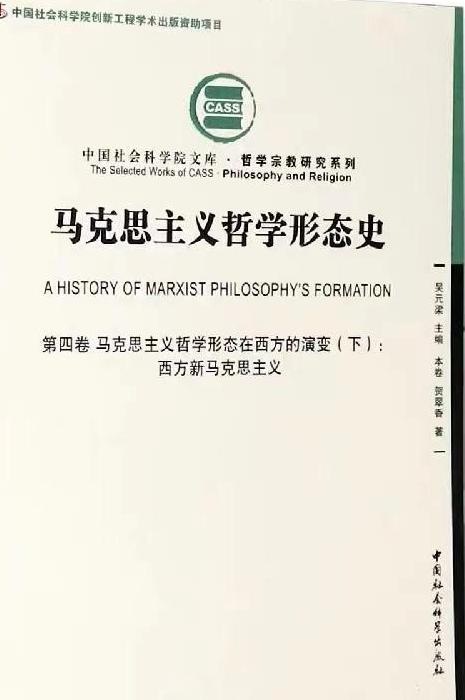 中国社会科学院创新工程学术出版资助项目
CASS
中国社会科学院文库·哲学宗教研究系列
The Selected Works of CASS·Philosophy and Religion
马克思主义哲学形态史
A HISTORY OF MARXIST PHILOSOPHY'S FORMATION
第四卷 马克思主义哲学形态在西方的演变(下):
西方新马克思主义
吴元梁 主编 本卷 贺翠香 著
中国社会科学出版社